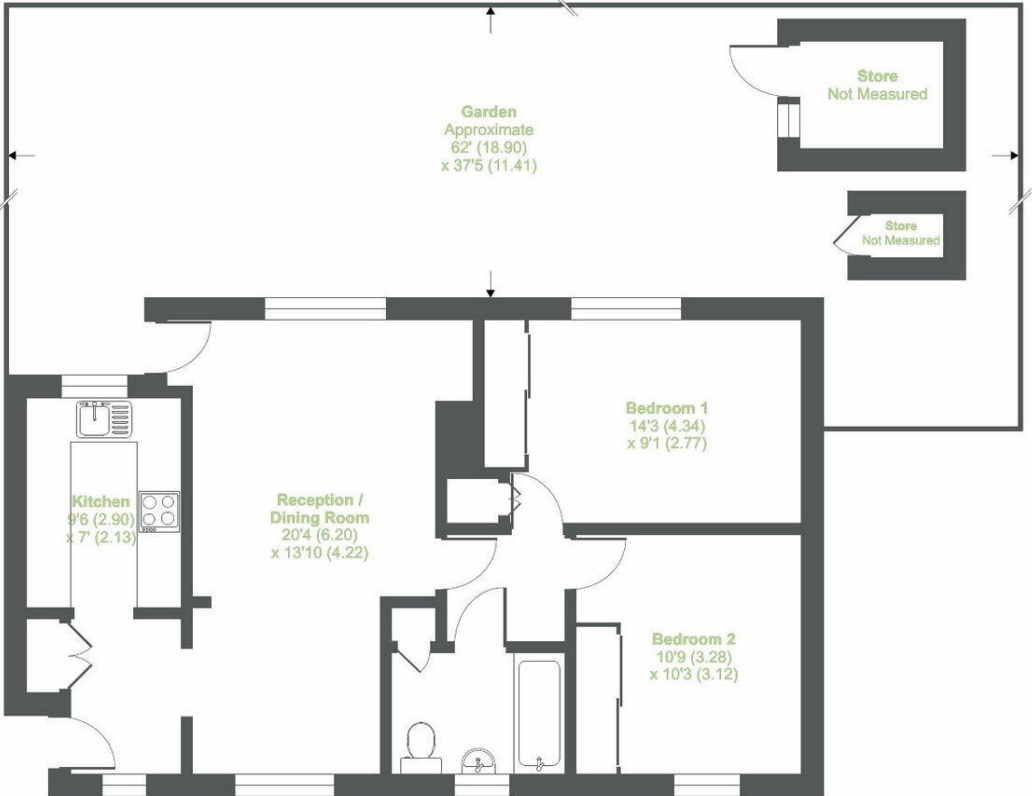 Garden
Approximate
62' (18.90)
x 37'5 (11.41)
Store
Not Measured
Store
Not Measured
Bedroom 1
14'3 (4.34)
x 9'1 (2.77)
Kitchen
9'6 (2.90)
x 7' (2.13)
Reception /
Dining Room
20'4 (6.20)
x 13'10 (4.22)
Bedroom 2
10'9 (3.28)
x 10'3 (3.12)